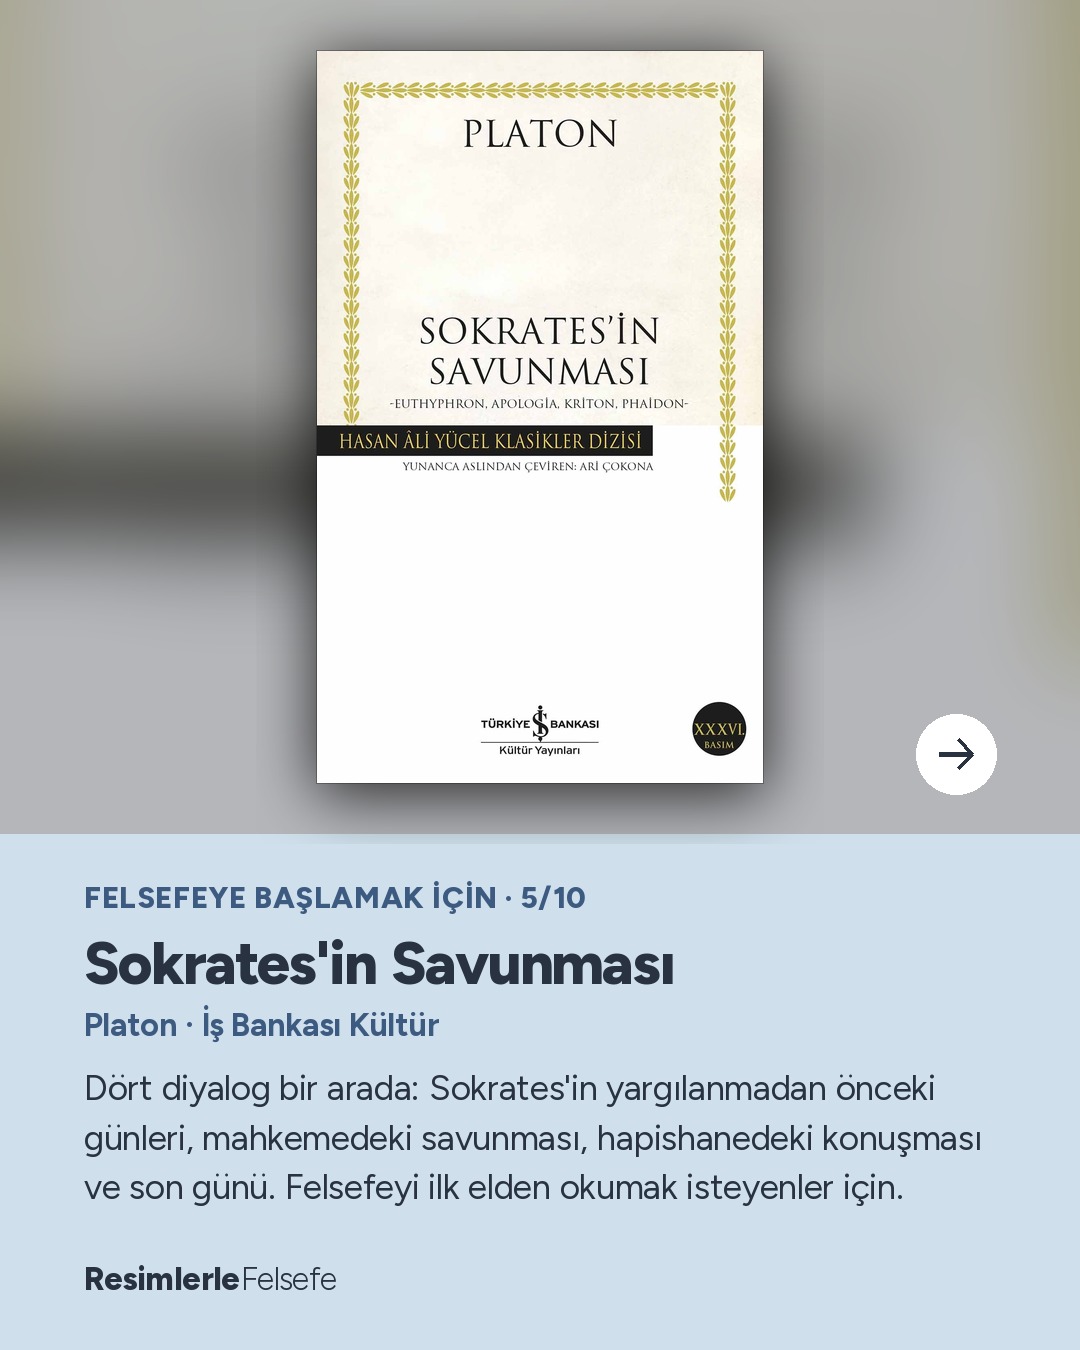 PLATON
SOKRATES’İN
SAVUNMASI
-EUTHYPHRON, APOLOGİA, KRİTON, PHAİDON-
HASAN ÂLİ YÜCEL KLASİKLER DİZİSİ
YUNANCA ASLINDAN ÇEVİREN: ARİ ÇOKONA
TÜRKİYE İŞ BANKASI
Kültür Yayınları
XXXVI.
BASIM
FELSEFEYE BAŞLAMAK İÇİN · 5/10
Sokrates'in Savunması
Platon · İş Bankası Kültür
Dört diyalog bir arada: Sokrates'in yargılanmadan önceki
günleri, mahkemedeki savunması, hapishanedeki konuşması
ve son günü. Felsefeyi ilk elden okumak isteyenler için.
ResimlerleFelsefe